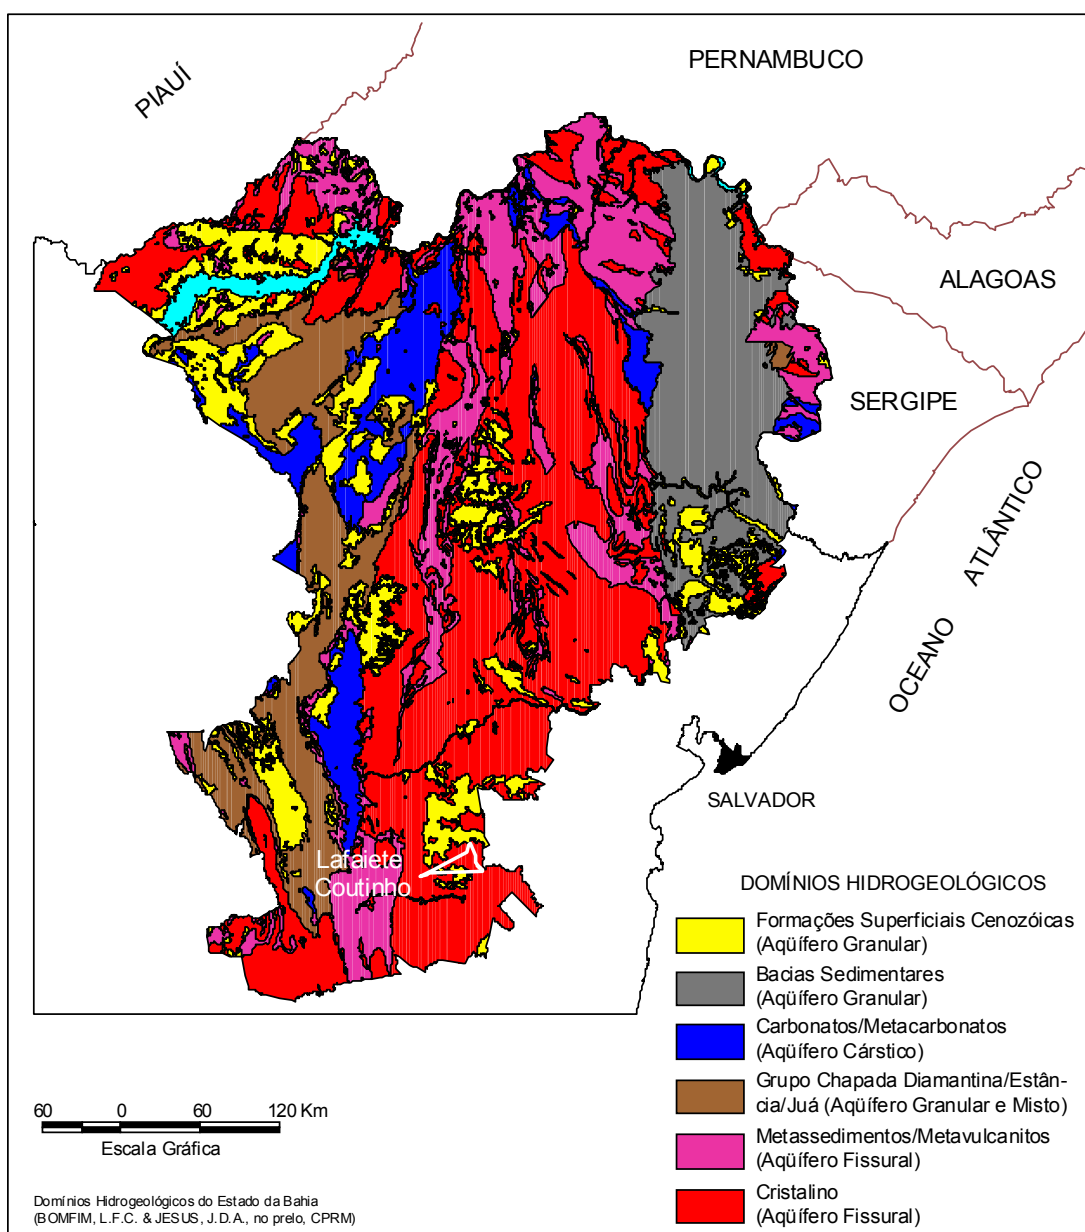 PIAUÍ
PERNAMBUCO
ALAGOAS
SERGIPE
OCEANO ATLÂNTICO
SALVADOR
Lafaiete
Coutinho
DOMÍNIOS HIDROGEOLÓGICOS
Formações Superficiais Cenozóicas
(Aqüífero Granular)
Bacias Sedimentares
(Aqüífero Granular)
Carbonatos/Metacarbonatos
(Aqüífero Cárstico)
Grupo Chapada Diamantina/Estân-
cia/Juá (Aqüífero Granular e Misto)
Metassedimentos/Metavulcanitos
(Aqüífero Fissural)
Cristalino
(Aqüífero Fissural)
60 0 60 120 Km
Escala Gráfica
Domínios Hidrogeológicos do Estado da Bahia
(BOMFIM, L.F.C. & JESUS, J.D.A., no prelo, CPRM)